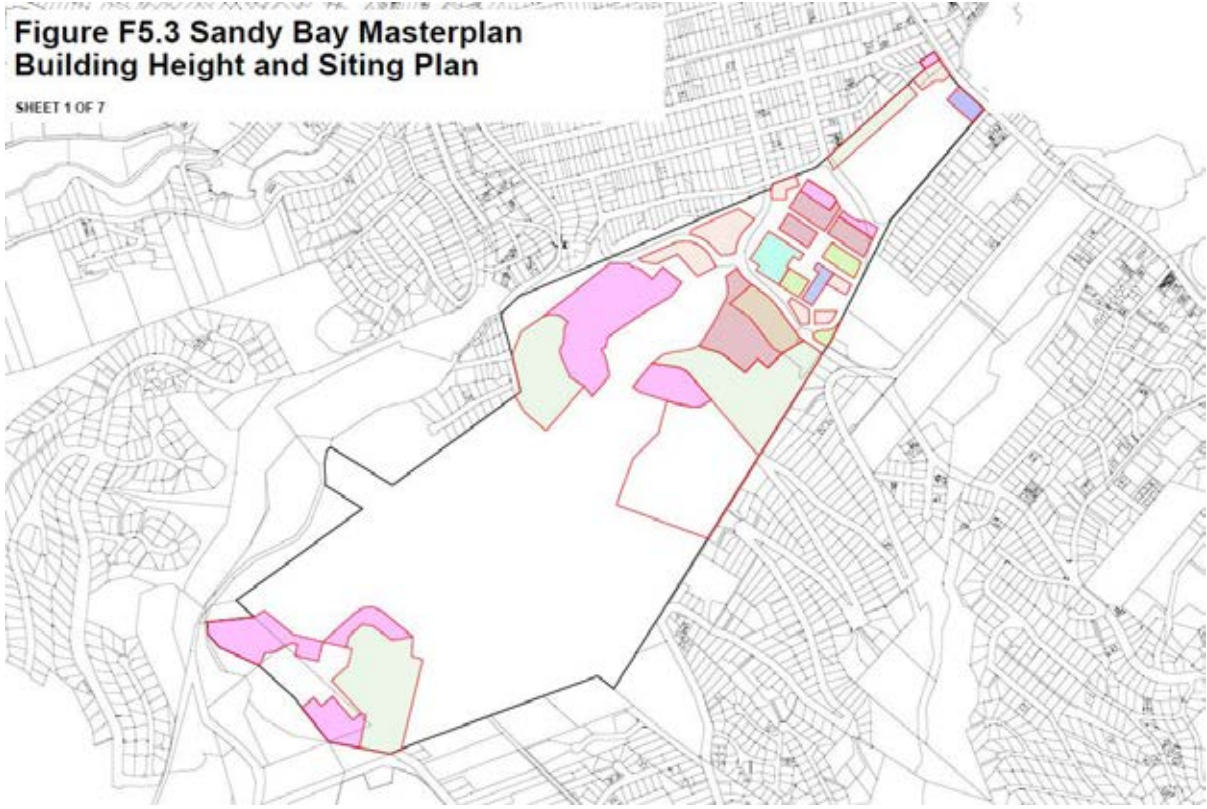 Figure F5.3 Sandy Bay Masterplan
Building Height and Siting Plan
SHEET 1 OF 7